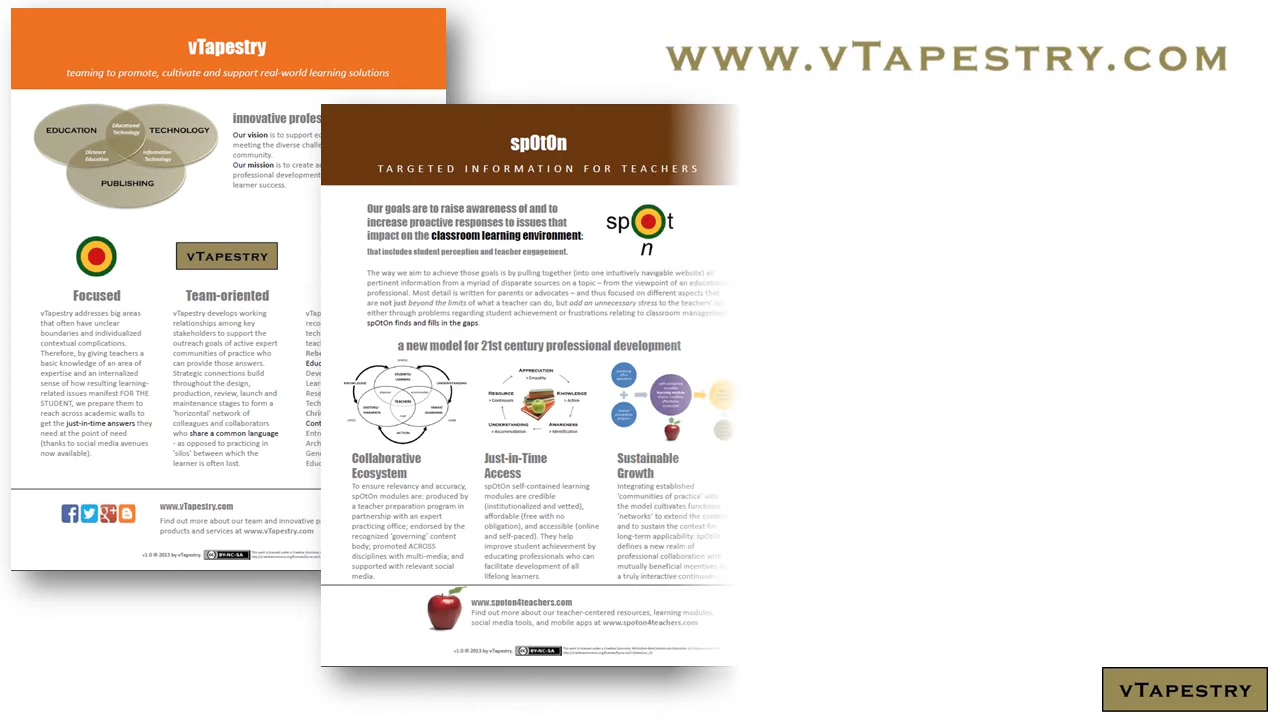 www.vTapestry.com
vTapestry
teaming to promote, cultivate and support real-world learning solutions
EDUCATION
Educational
Technology
TECHNOLOGY
Distance
Education
Information
Technology
PUBLISHING
innovative
Our vision is to support
meeting the diverse
community.
Our mission is to create
professional development
learner success.
vTapestry
Focused
vTapestry addresses big areas
that often have unclear
boundaries and individualized
contextual complications.
Therefore, by giving teachers a
basic knowledge of an area of
expertise and an internalized
sense of how resulting learning-
related issues manifest FOR THE
STUDENT, we prepare them to
reach across academic walls to
get the just-in-time answers they
need at the point of need
(thanks to social media avenues
now available).
Team-oriented
vTapestry develops working
relationships among key
stakeholders to support the
outreach goals of active expert
communities of practice who
can provide those answers.
Strategic connections build
throughout the design,
production, review, launch and
maintenance stages to form a
'horizontal' network of
colleagues and collaborators
who share a common language
- as opposed to practicing in
'silos' between which the
learner is often lost.
www.vTapestry.com
Find out more about our team and innovative
products and services at www.vTapestry.com
v1.0 © 2013 by vTapestry.
BY-NC-SA
spOtOn
TARGETED INFORMATION FOR TEACHERS
Our goals are to raise awareness of and to
increase proactive responses to issues that
impact on the classroom learning environment:
that includes student perception and teacher engagement.
sp t
n
The way we aim to achieve those goals is by pulling together (into one intuitively navigable website) all
pertinent information from a myriad of disparate sources on a topic – from the viewpoint of an
professional. Most detail is written for parents or advocates – and thus focused on different aspects that
are not just beyond the limits of what a teacher can do, but add an unnecessary stress to the teachers'
either through problems regarding student achievement or frustrations relating to classroom
spOtOn finds and fills in the gaps.
a new model for 21st century professional development
STUDENTS/
LEARNERS
KNOWLEDGE
UNDERSTANDING
TEACHERS
ACTION
APPRECIATION
> Empathy
RESOURCE
> Continuum
KNOWLEDGE
> Active
UNDERSTANDING
> Accommodation
AWARENESS
> Identification
Collaborative
Ecosystem
To ensure relevancy and accuracy,
spOtOn modules are: produced by
a teacher preparation program in
partnership with an expert
practicing office; endorsed by the
recognized 'governing' content
body; promoted ACROSS
disciplines with multi-media; and
supported with relevant social
media.
Just-in-Time
Access
spOtOn self-contained learning
modules are credible
(institutionalized and vetted),
affordable (free with no
obligation), and accessible (online
and self-paced). They help
improve student achievement by
educating professionals who can
facilitate development of all
lifelong learners.
Sustainable
Growth
Integrating established
'communities of practice' into
the model cultivates functional
'networks' to extend the content
and to sustain the context for
long-term applicability. spOtOn
defines a new realm of
professional collaboration with
mutually beneficial incentives in
a truly interactive continuum.
www.spoton4teachers.com
Find out more about our teacher-centered resources, learning modules,
social media tools, and mobile apps at www.spoton4teachers.com
v1.0 © 2013 by vTapestry.
BY-NC-SA
vTapestry